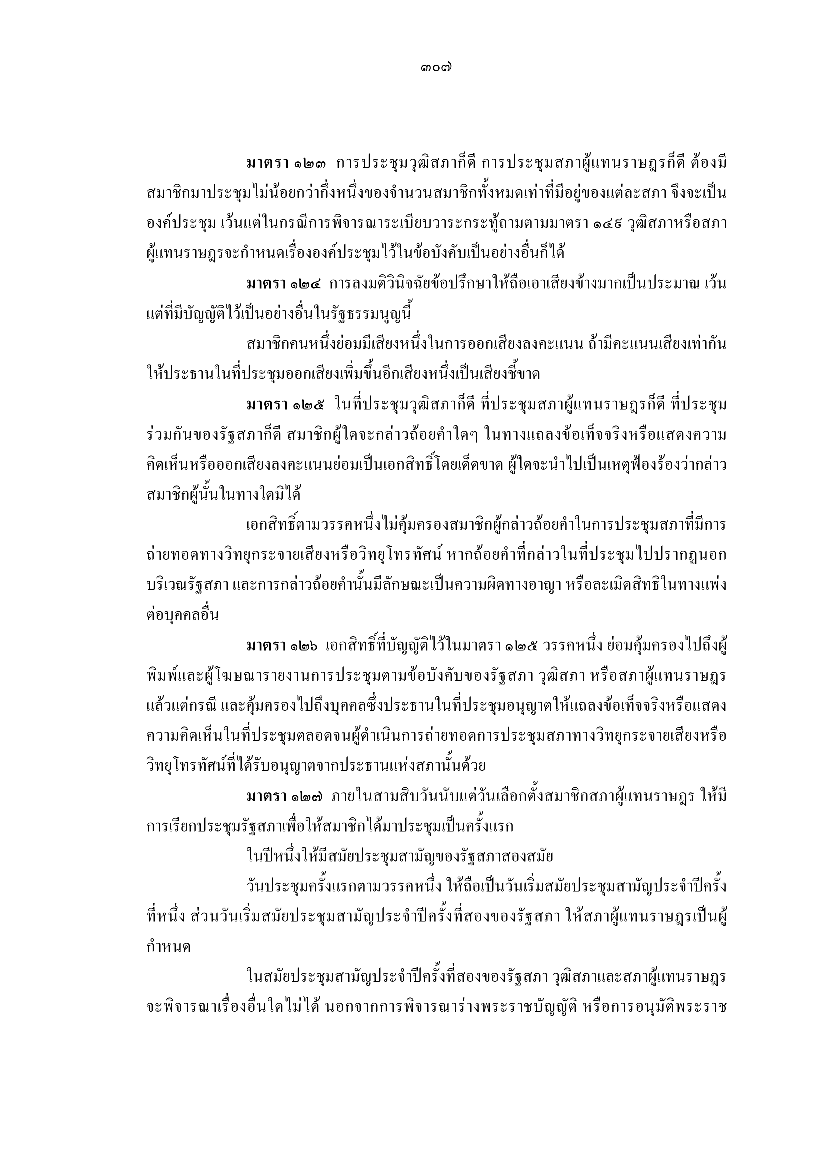 ๓๐๗
มาตรา ๑๒๓ การประชุมวุฒิสภาก็ดี การประชุมสภาผู้แทนราษฎรก็ดี ต้องมี
สมาชิกมาประชุมไม่น้อยกว่ากึ่งหนึ่งของจำนวนสมาชิกทั้งหมดเท่าที่มีอยู่ของแต่ละสภา จึงจะเป็น
องค์ประชุม เว้นแต่ในกรณีการพิจารณาระเบียบวาระกระทู้ถามตามมาตรา ๑๔๙ วุฒิสภาหรือสภา
ผู้แทนราษฎรจะกำหนดเรื่ององค์ประชุมไว้ในข้อบังคับเป็นอย่างอื่นก็ได้
มาตรา ๑๒๔ การลงมติวินิจฉัยข้อปรึกษาให้ถือเอาเสียงข้างมากเป็นประมาณ เว้น
แต่ที่มีบัญญัติไว้เป็นอย่างอื่นในรัฐธรรมนูญนี้
สมาชิกคนหนึ่งย่อมมีเสียงหนึ่งในการออกเสียงลงคะแนน ถ้ามีคะแนนเสียงเท่ากัน
ให้ประธานในที่ประชุมออกเสียงเพิ่มขึ้นอีกเสียงหนึ่งเป็นเสียงชี้ขาด
มาตรา ๑๒๕ ในที่ประชุมวุฒิสภาก็ดี ที่ประชุมสภาผู้แทนราษฎรก็ดี ที่ประชุม
ร่วมกันของรัฐสภาก็ดี สมาชิกผู้ใดจะกล่าวถ้อยคำใดๆ ในทางแถลงข้อเท็จจริงหรือแสดงความ
คิดเห็นหรือออกเสียงลงคะแนนย่อมเป็นเอกสิทธิ์โดยเด็ดขาด ผู้ใดจะนำไปเป็นเหตุฟ้องร้องว่ากล่าว
สมาชิกผู้นั้นในทางใดมิได้
เอกสิทธิ์ตามวรรคหนึ่งไม่คุ้มครองสมาชิกผู้กล่าวถ้อยคำในการประชุมสภาที่มีการ
ถ่ายทอดทางวิทยุกระจายเสียงหรือวิทยุโทรทัศน์ หากถ้อยคำที่กล่าวในที่ประชุมไปปรากฏนอก
บริเวณรัฐสภา และการกล่าวถ้อยคำนั้นมีลักษณะเป็นความผิดทางอาญา หรือละเมิดสิทธิในทางแพ่ง
ต่อบุคคลอื่น
มาตรา ๑๒๖ เอกสิทธิ์ที่บัญญัติไว้ในมาตรา ๑๒๕ วรรคหนึ่ง ย่อมคุ้มครองไปถึงผู้
พิมพ์และผู้โฆษณารายงานการประชุมตามข้อบังคับของรัฐสภา วุฒิสภา หรือสภาผู้แทนราษฎร
แล้วแต่กรณี และคุ้มครองไปถึงบุคคลซึ่งประธานในที่ประชุมอนุญาตให้แถลงข้อเท็จจริงหรือแสดง
ความคิดเห็นในที่ประชุมตลอดจนผู้ดำเนินการถ่ายทอดการประชุมสภาทางวิทยุกระจายเสียงหรือ
วิทยุโทรทัศน์ที่ได้รับอนุญาตจากประธานแห่งสภานั้นด้วย
มาตรา ๑๒๗ ภายในสามสิบวันนับแต่วันเลือกตั้งสมาชิกสภาผู้แทนราษฎร ให้มี
การเรียกประชุมรัฐสภาเพื่อให้สมาชิกได้มาประชุมเป็นครั้งแรก
ในปีหนึ่งให้มีสมัยประชุมสามัญของรัฐสภาสองสมัย
วันประชุมครั้งแรกตามวรรคหนึ่ง ให้ถือเป็นวันเริ่มสมัยประชุมสามัญประจำปีครั้ง
ที่หนึ่ง ส่วนวันเริ่มสมัยประชุมสามัญประจำปีครั้งที่สองของรัฐสภา ให้สภาผู้แทนราษฎรเป็นผู้
กำหนด
ในสมัยประชุมสามัญประจำปีครั้งที่สองของรัฐสภา วุฒิสภาและสภาผู้แทนราษฎร
จะพิจารณาเรื่องอื่นใดไม่ได้ นอกจากการพิจารณาร่างพระราชบัญญัติ หรือการอนุมัติพระราช